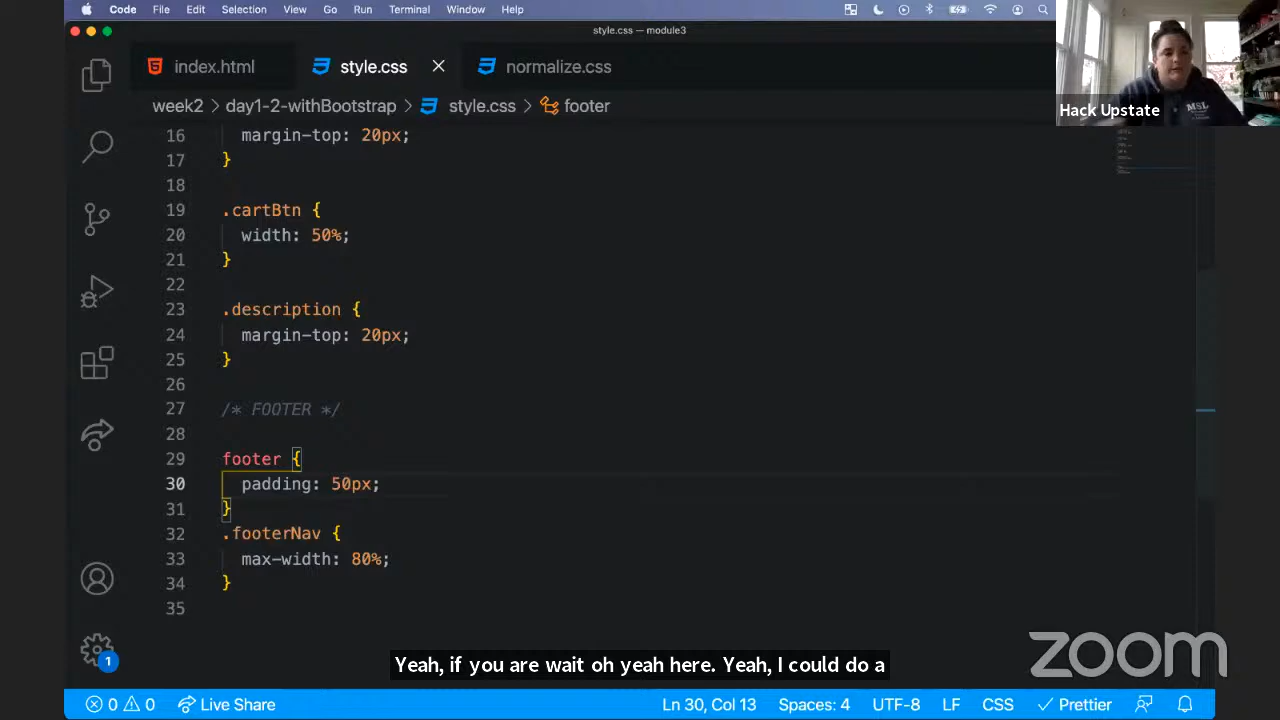 Code File Edit Selection View Go Run Terminal Window Help
style.css — module3
index.html style.css normalize.css
week2 > day1-2-withBootstrap > style.css > footer
Hack Upstate
MSL
16 margin-top: 20px;
17 }
18
19 .cartBtn {
20 width: 50%;
21 }
22
23 .description {
24 margin-top: 20px;
25 }
26
27 /* FOOTER */
28
29 footer {
30 padding: 50px;
31 }
32 .footerNav {
33 max-width: 80%;
34 }
35
1
Yeah, if you are wait oh yeah here. Yeah, I could do a
zoom
0 0 Live Share Ln 30, Col 13 Spaces: 4 UTF-8 LF CSS Prettier